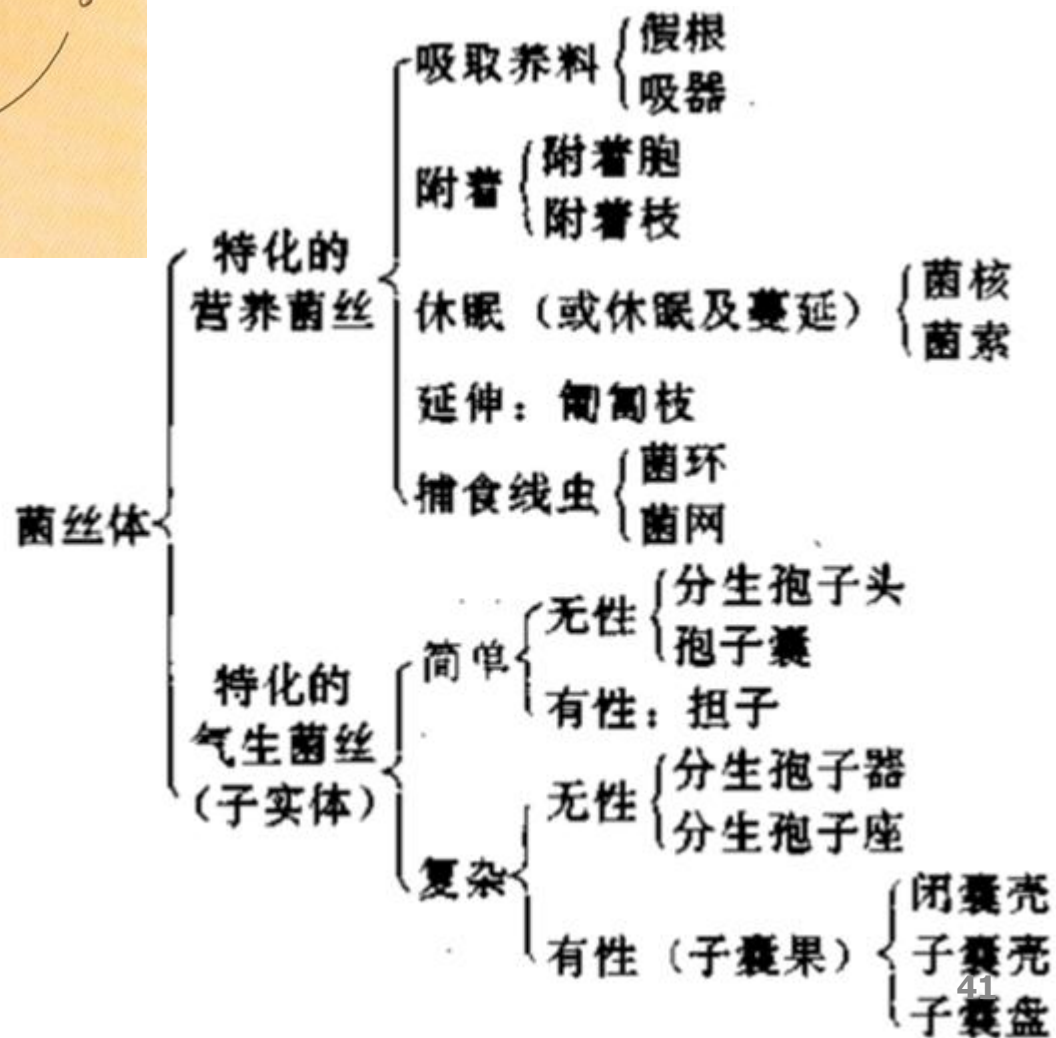 吸取养料
假根
吸器
附着
附着胞
附着枝
特化的
营养菌丝
休眠（或休眠及蔓延）
菌核
菌索
延伸：匍匐枝
捕食线虫
菌环
菌网
菌丝体
特化的
气生菌丝
（子实体）
简单
无性
分生孢子头
孢子囊
有性：担子
复杂
无性
分生孢子器
分生孢子座
有性（子囊果）
闭囊壳
子囊壳
子囊盘
41